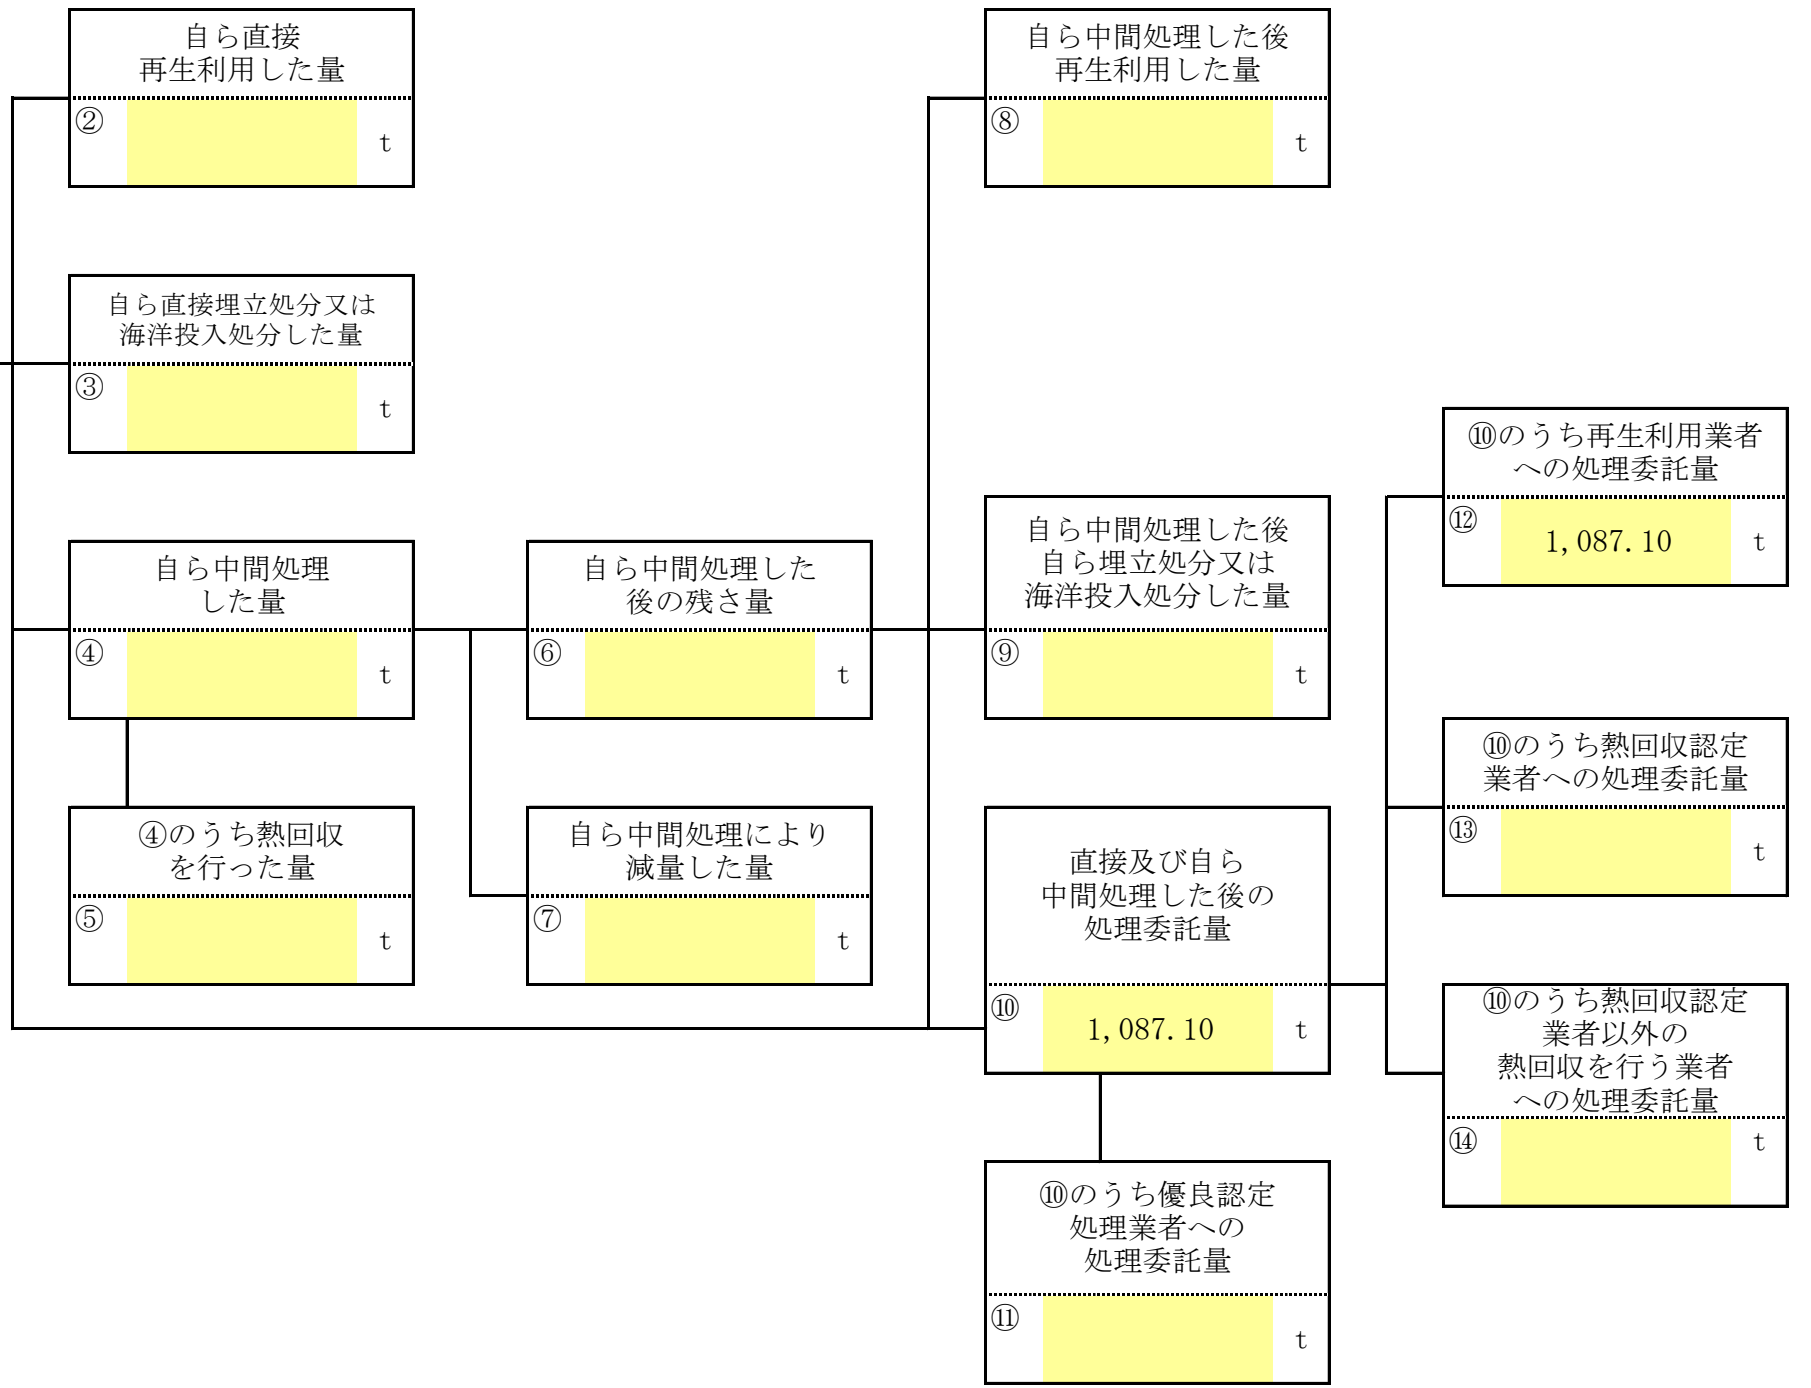 自ら直接
再生利用した量
②
t
自ら直接埋立処分又は
海洋投入処分した量
③
t
自ら中間処理
した量
④
t
④のうち熱回収
を行った量
⑤
t
自ら中間処理した
後の残さ量
⑥
t
自ら中間処理により
減量した量
⑦
t
自ら中間処理した後
再生利用した量
⑧
t
自ら中間処理した後
自ら埋立処分又は
海洋投入処分した量
⑨
t
直接及び自ら
中間処理した後の
処理委託量
⑩ 1,087.10 t
⑩のうち優良認定
処理業者への
処理委託量
⑪
t
⑩のうち再生利用業者
への処理委託量
⑫ 1,087.10 t
⑩のうち熱回収認定
業者への処理委託量
⑬
t
⑩のうち熱回収認定
業者以外の
熱回収を行う業者
への処理委託量
⑭ t